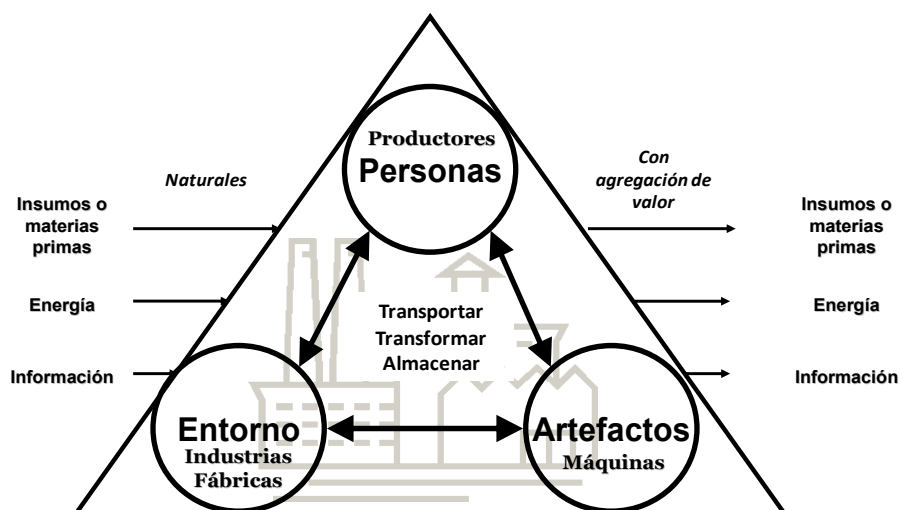 Productores
Personas
Naturales
Con
agregación de
valor
Insumos o
materias
primas
Insumos o
materias
primas
Energía
Energía
Transportar
Transformar
Almacenar
Información
Información
Entorno
Industrias
Fábricas
Artefactos
Máquinas